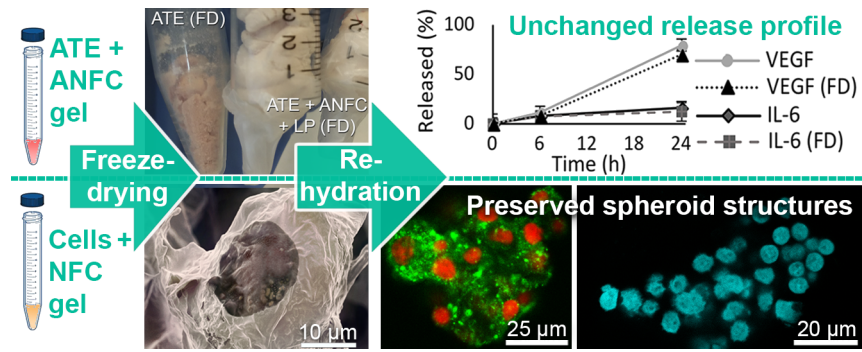 ATE +
ANFC
gel
Freeze-
drying
ATE (FD)
2
1
ATE + ANFC
+ LP (FD)
Re-
hydration
Unchanged release profile
Released (%)
100
50
0
0 6 12 18 24
Time (h)
VEGF
VEGF (FD)
IL-6
IL-6 (FD)
Cells +
NFC
gel
10 µm
Preserved spheroid structures
25 µm
20 µm